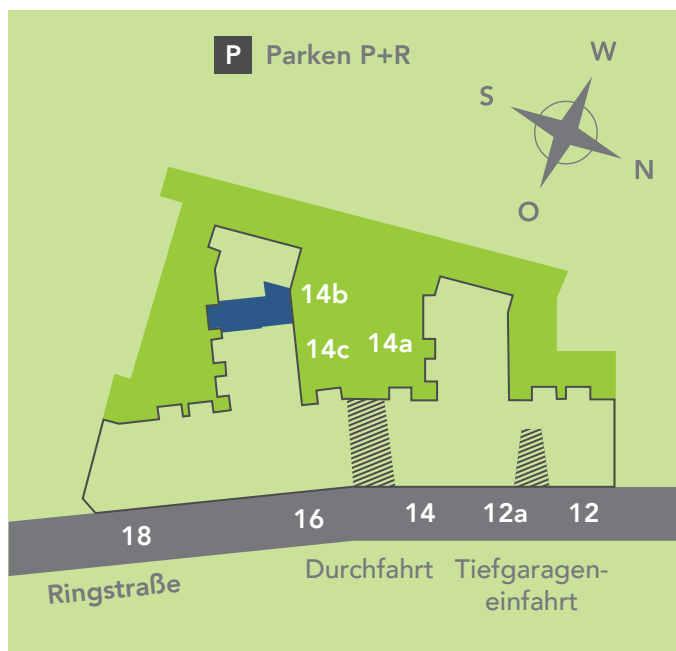 P Parken P+R
W
S
N
O
14b
14c
14a
18
16
14
12a
12
Ringstraße
Durchfahrt
Tiefgaragen-
einfahrt